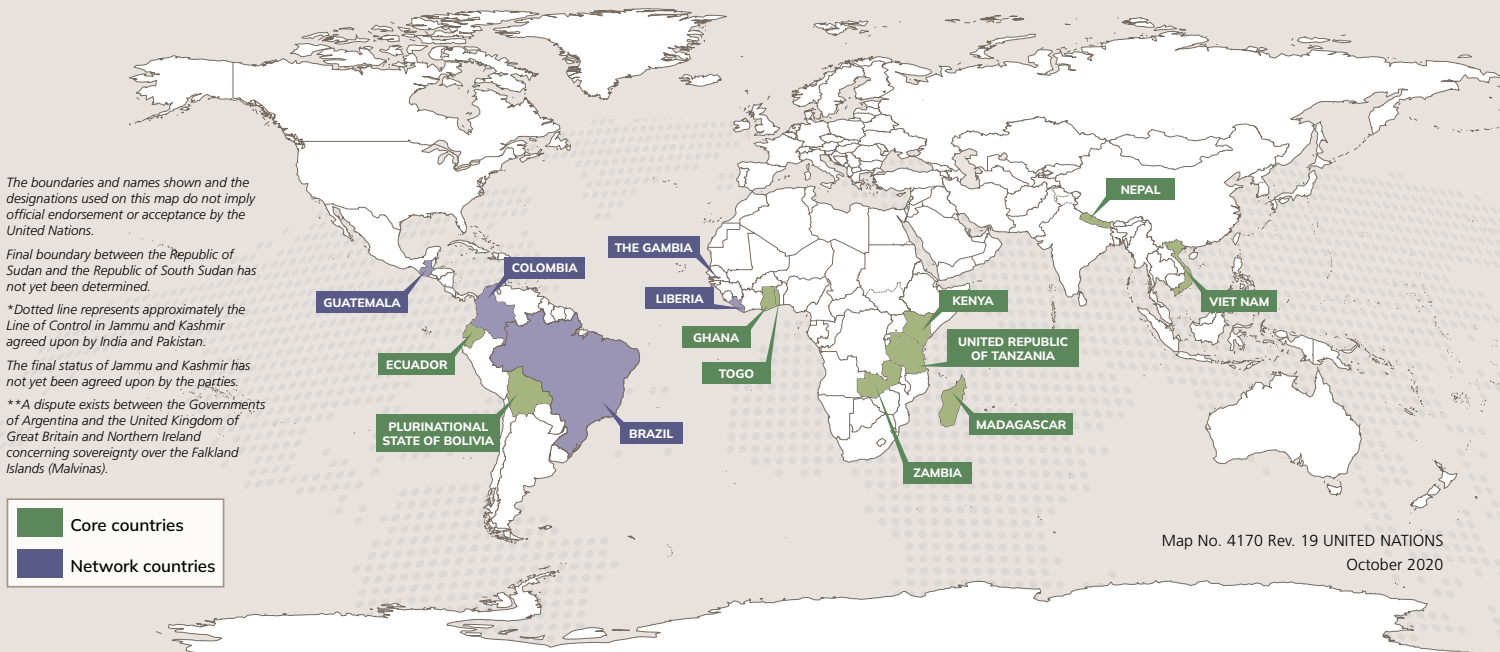 The boundaries and names shown and the
designations used on this map do not imply
official endorsement or acceptance by the
United Nations.
Final boundary between the Republic of
Sudan and the Republic of South Sudan has
not yet been determined.
*Dotted line represents approximately the
Line of Control in Jammu and Kashmir
agreed upon by India and Pakistan.
The final status of Jammu and Kashmir has
not yet been agreed upon by the parties.
**A dispute exists between the Governments
of Argentina and the United Kingdom of
Great Britain and Northern Ireland
concerning sovereignty over the Falkland
Islands (Malvinas).
Core countries
Network countries
GUATEMALA
COLOMBIA
ECUADOR
PLURINATIONAL
STATE OF BOLIVIA
BRAZIL
THE GAMBIA
LIBERIA
GHANA
TOGO
KENYA
UNITED REPUBLIC
OF TANZANIA
MADAGASCAR
ZAMBIA
NEPAL
VIET NAM
Map No. 4170 Rev. 19 UNITED NATIONS
October 2020